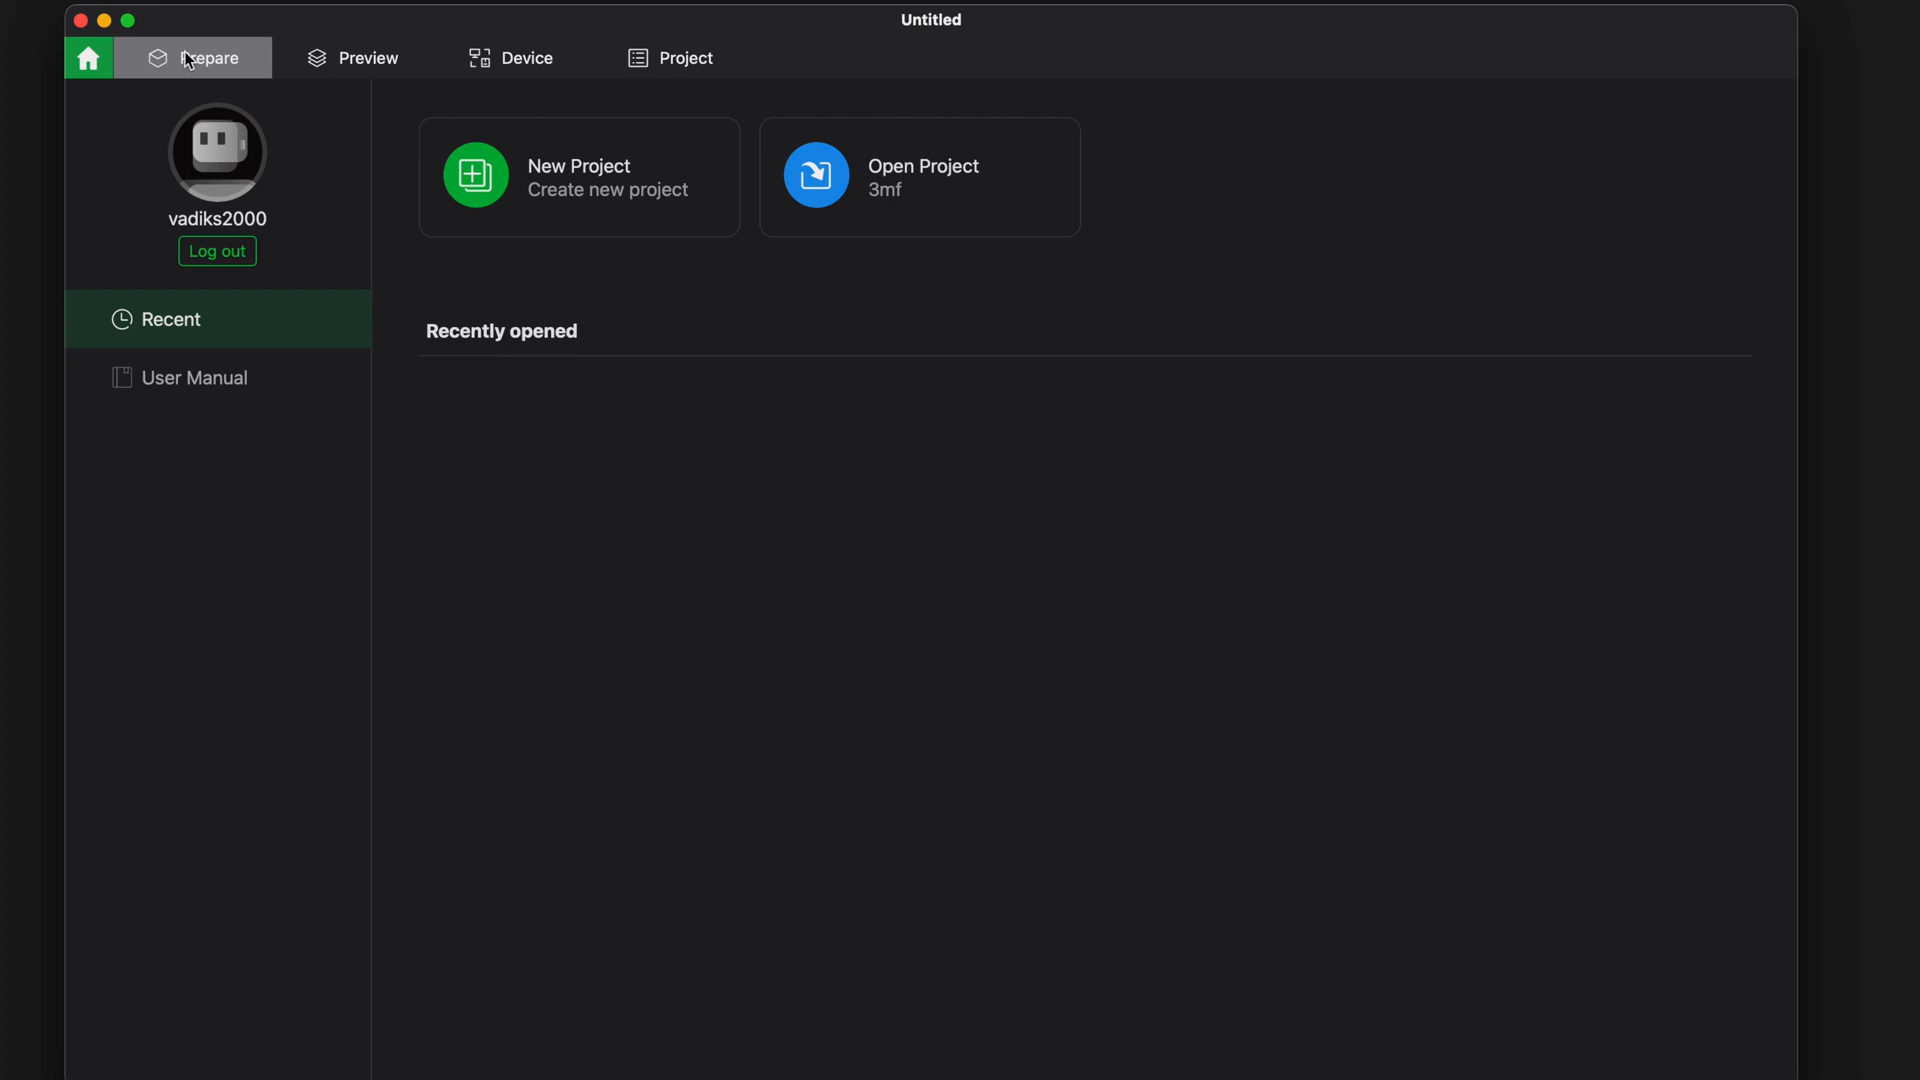 Untitled
Prepare
Preview
Device
Project
vadiks2000
Log out
Recent
User Manual
New Project
Create new project
Open Project
3mf
Recently opened